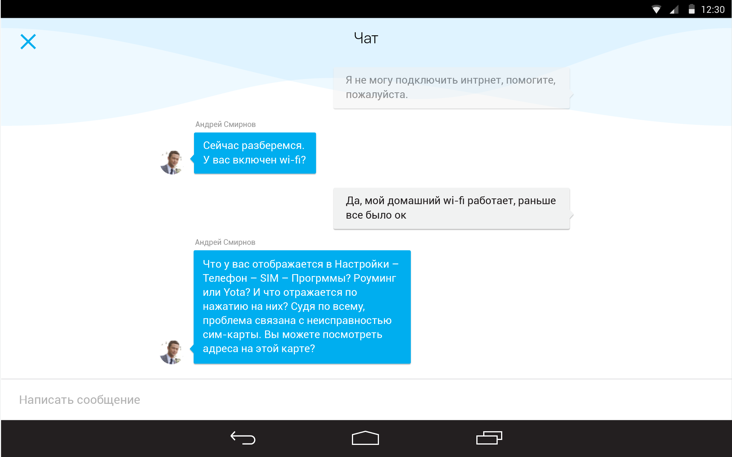 12:30
Чат
Я не могу подключить интрнет, помогите,
пожалуйста.
Андрей Смирнов
Сейчас разберемся.
У вас включен wi-fi?
Да, мой домашний wi-fi работает, раньше
все было ок
Андрей Смирнов
Что у вас отображается в Настройки –
Телефон – SIM – Прогрммы? Роуминг
или Yota? И что отражается по
нажатию на них? Судя по всему,
проблема связана с неисправностью
сим-карты. Вы можете посмотреть
адреса на этой карте?
Написать сообщение